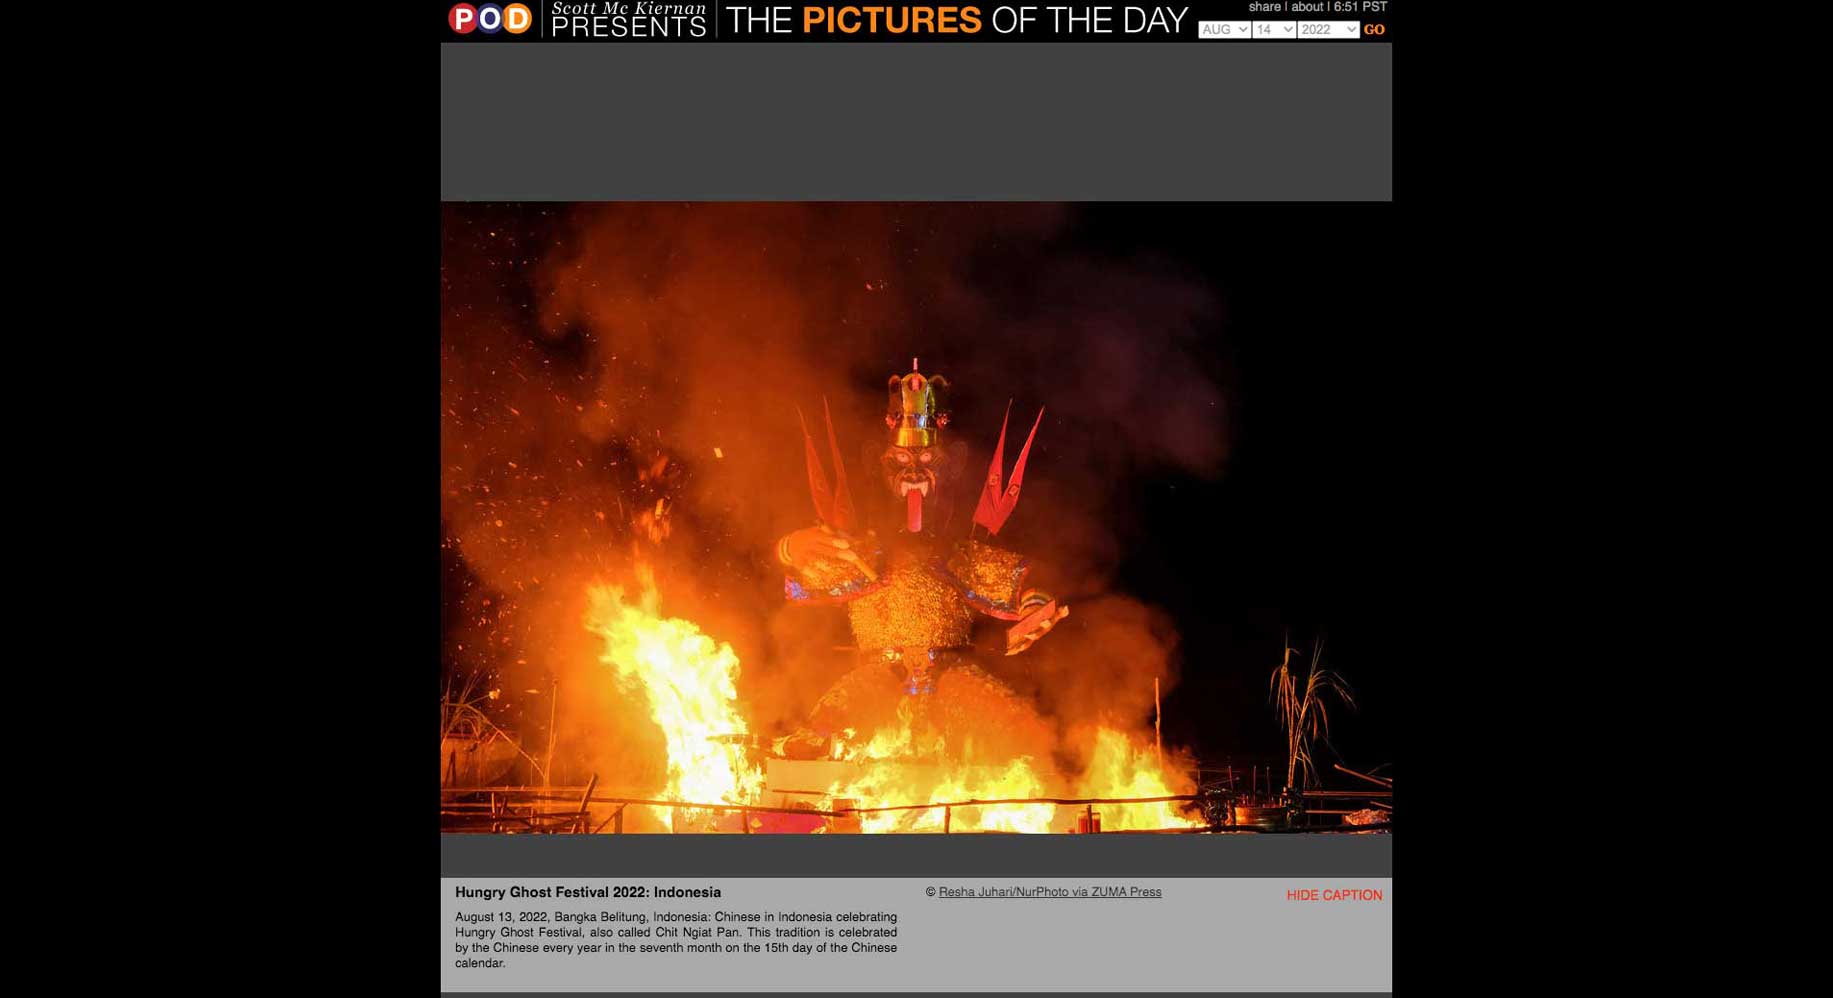 POD
Scott Mc Kiernan
PRESENTS
THE PICTURES OF THE DAY
share | about | 6:51 PST
AUG 14 2022 GO
Hungry Ghost Festival 2022: Indonesia
© Resha Juhari/NurPhoto via ZUMA Press
HIDE CAPTION
August 13, 2022, Bangka Belitung, Indonesia: Chinese in Indonesia celebrating
Hungry Ghost Festival, also called Chit Ngiat Pan. This tradition is celebrated
by the Chinese every year in the seventh month on the 15th day of the Chinese
calendar.